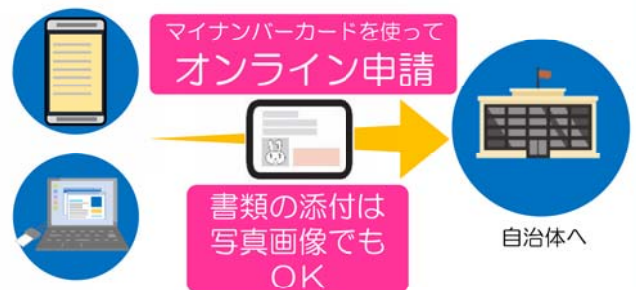 マイナンバーカードを使って
オンライン申請
書類の添付は
写真画像でも
OK
自治体へ